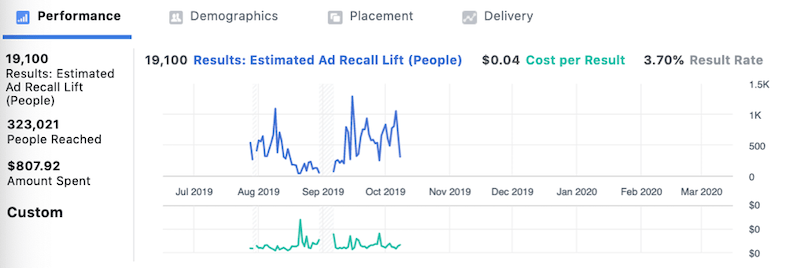 Performance
Demographics
Placement
Delivery
19,100
Results: Estimated
Ad Recall Lift
(People)
323,021
People Reached
$807.92
Amount Spent
Custom
19,100 Results: Estimated Ad Recall Lift (People) $0.04 Cost per Result 3.70% Result Rate
1.5K
1K
500
0
Jul 2019 Aug 2019 Sep 2019 Oct 2019 Nov 2019 Dec 2019 Jan 2020 Feb 2020 Mar 2020
$0
$0
$0